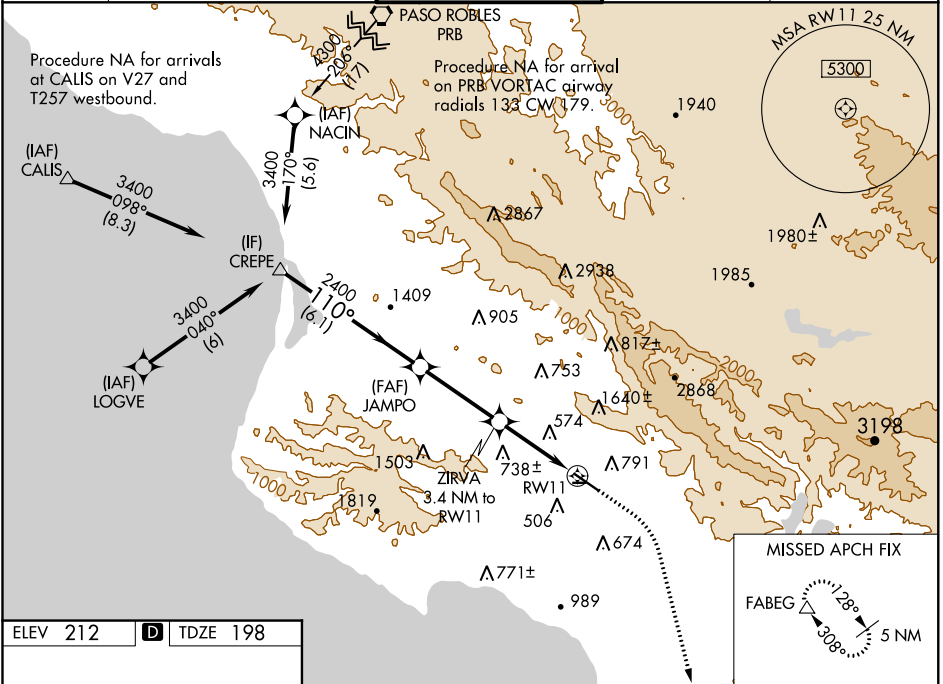 PASO ROBLES
PRB
MSA RW11 25 NM
5300
Procedure NA for arrivals
at CALIS on V27 and
T257 westbound.
4300
206°
(17)
Procedure NA for arrival
on PRB VORTAC airway
radials 133 CW 179.
3000
1940
(IAF)
NACIN
(IAF)
CALIS
3400
098°
(8.3)
3400
170°
(5.6)
2867
1980±
(IF)
CREPE
2938
1985
2400
110°
(6.1)
1409
905
1000
3400
040°
(6)
817±
2000
(IAF)
LOGVE
(FAF)
JAMPO
753
2868
1640±
574
3198
1503
738±
791
ZIRVA
3.4 NM to
RW11
RW11
1000
1819
506
674
771±
989
MISSED APCH FIX
FABEG
128°
308°
5 NM
ELEV 212 D TDZE 198